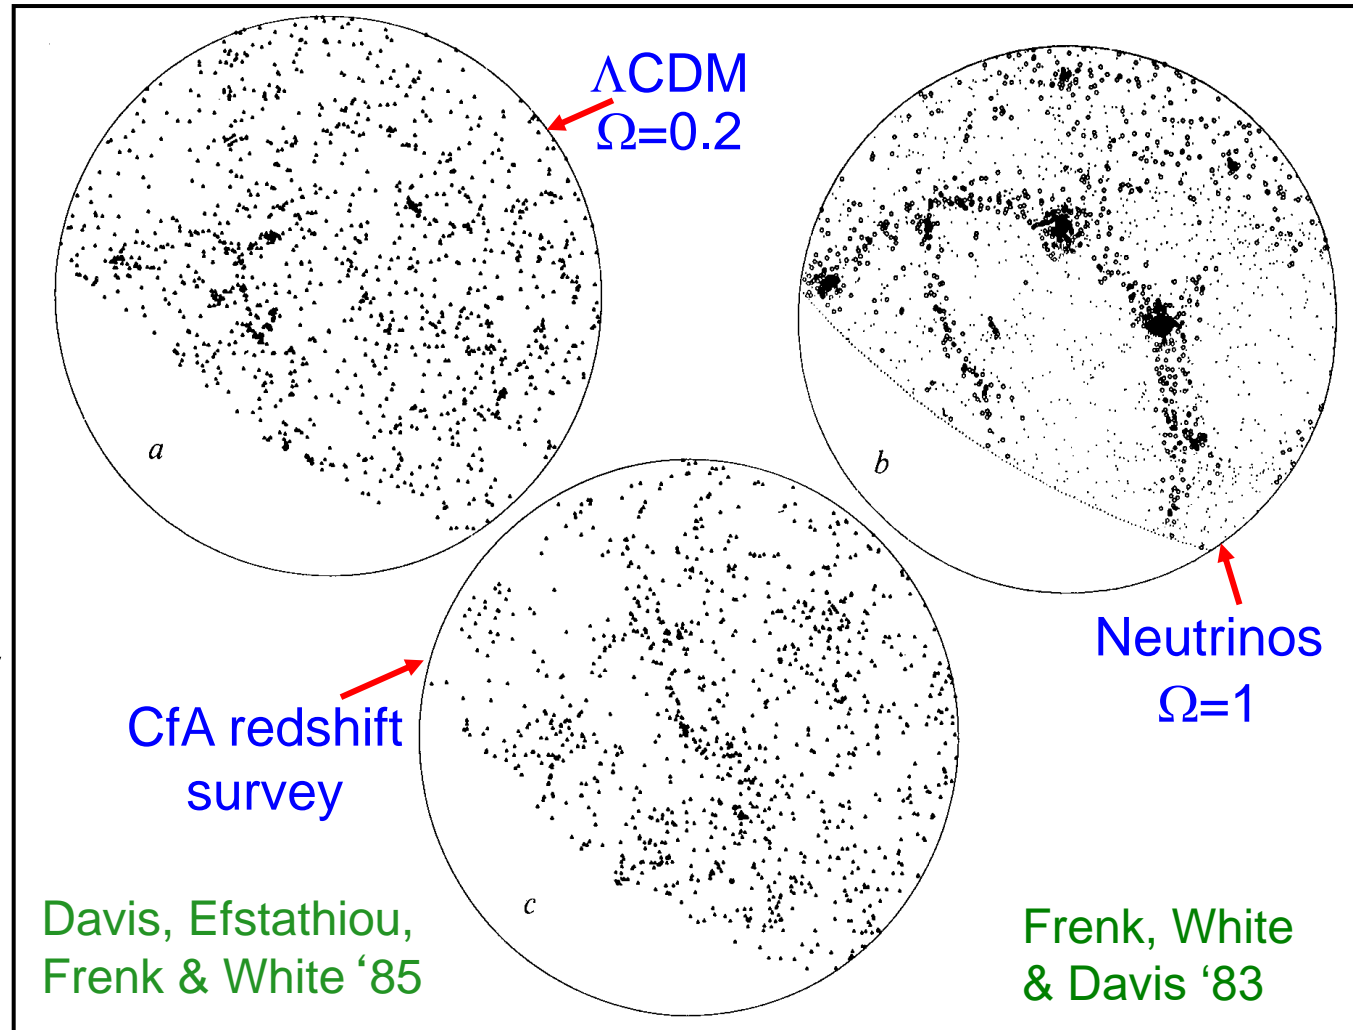 ΛCDM
Ω=0.2
a
b
Neutrinos
Ω=1
CfA redshift
survey
c
Davis, Efstathiou,
Frenk & White ‘85
Frenk, White
& Davis ‘83